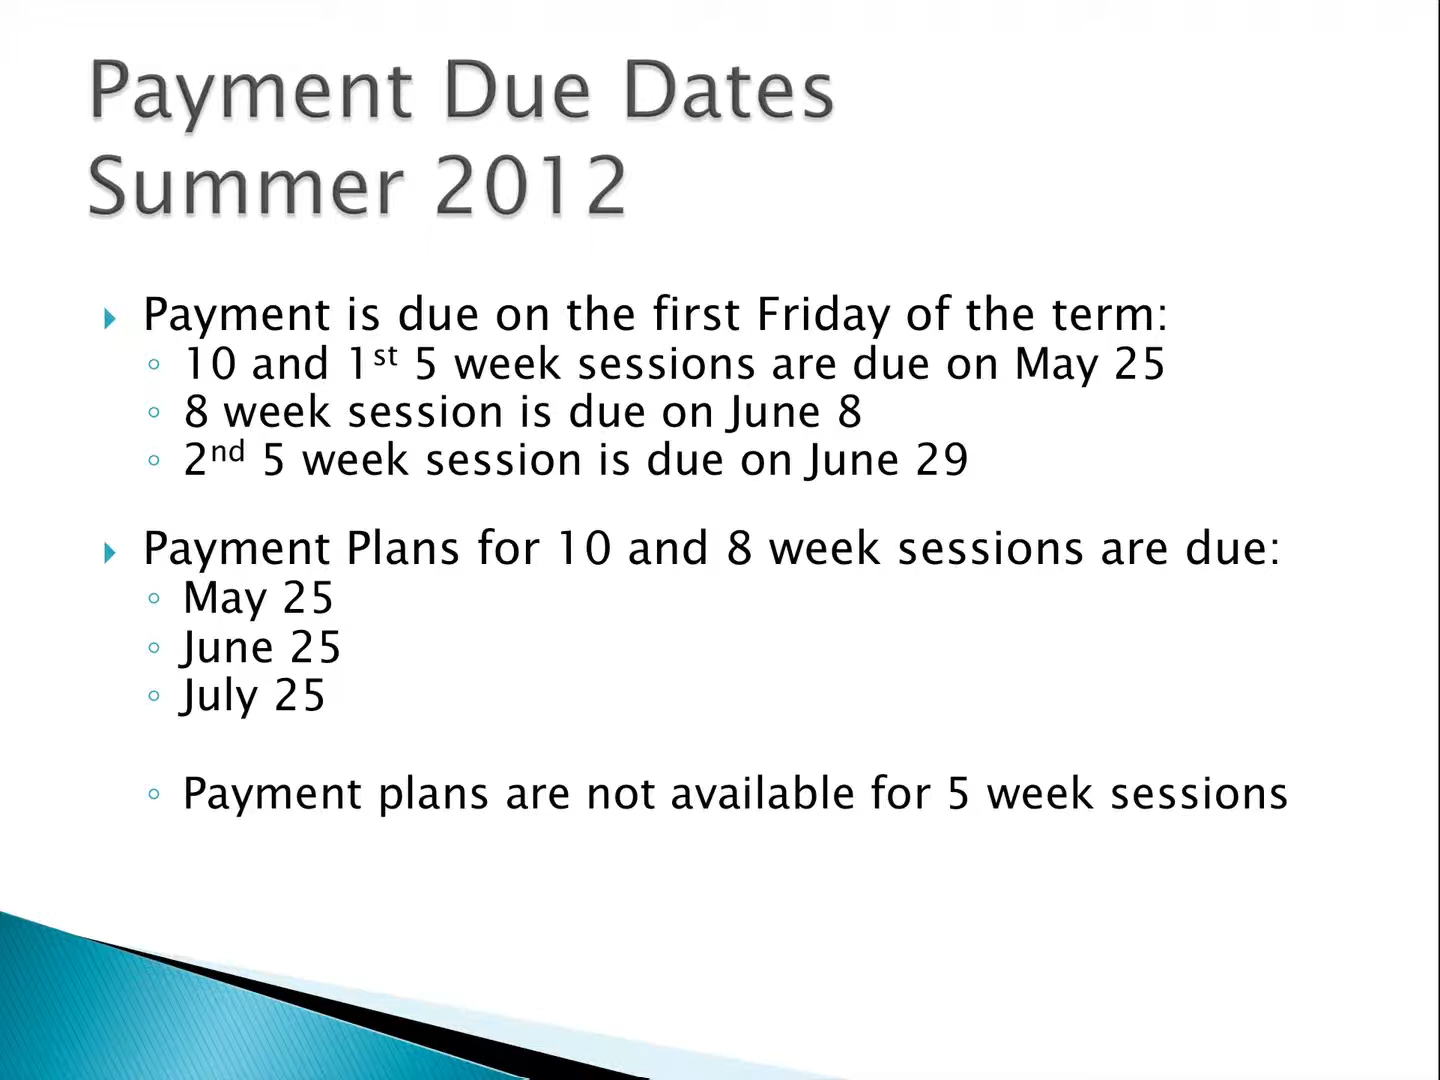 Payment Due Dates
Summer 2012
Payment is due on the first Friday of the term:
10 and 1st 5 week sessions are due on May 25
8 week session is due on June 8
2nd 5 week session is due on June 29
Payment Plans for 10 and 8 week sessions are due:
May 25
June 25
July 25
Payment plans are not available for 5 week sessions